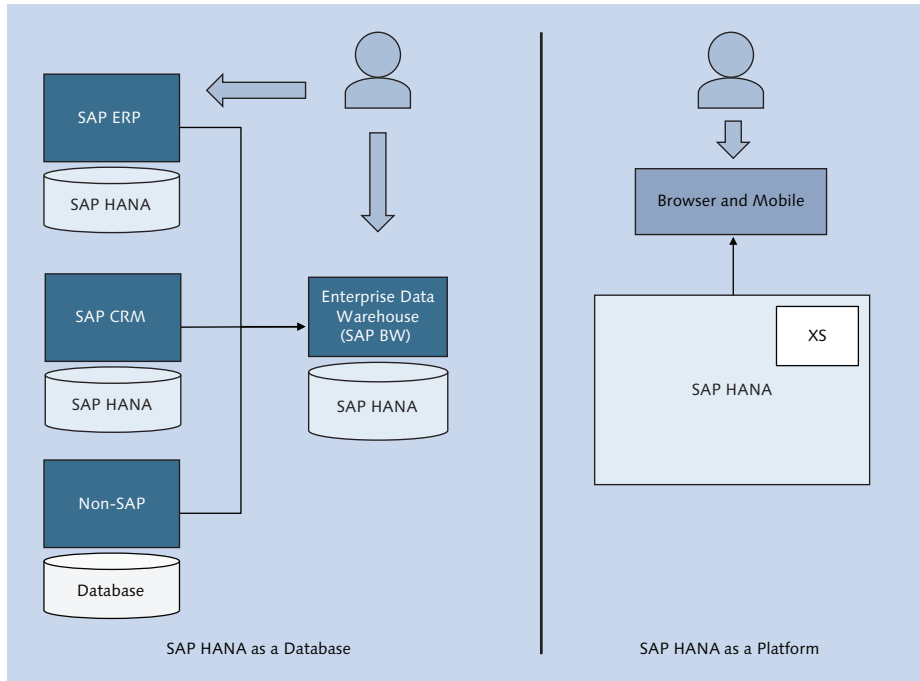 SAP ERP
SAP HANA
SAP CRM
SAP HANA
Non-SAP
Database
Enterprise Data
Warehouse
(SAP BW)
SAP HANA
SAP HANA as a Database
Browser and Mobile
XS
SAP HANA
SAP HANA as a Platform